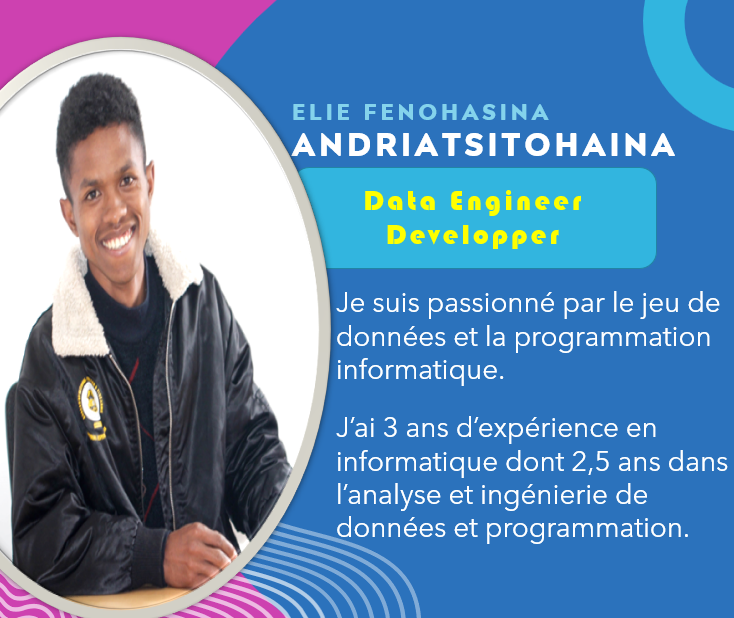 ELIE FENOHASINA
ANDRIATSITOHAINA
Data Engineer
Developper
Je suis passionné par le jeu de
données et la programmation
informatique.
J’ai 3 ans d’expérience en
informatique dont 2,5 ans dans
l’analyse et ingénierie de
données et programmation.